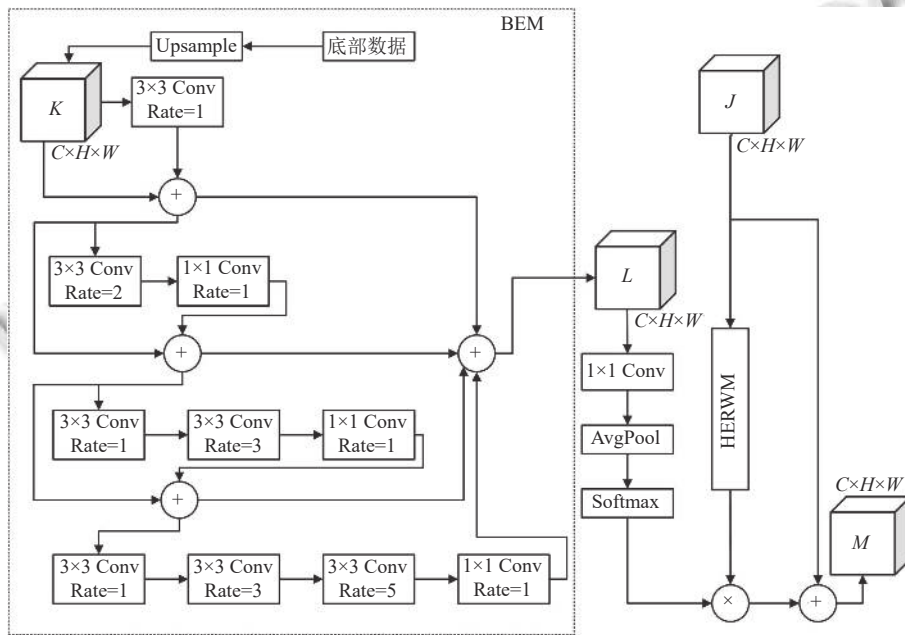 BEM
Upsample
底部数据
K
C×H×W
3×3 Conv
Rate=1
+
3×3 Conv
Rate=2
1×1 Conv
Rate=1
+
+
3×3 Conv
Rate=1
3×3 Conv
Rate=3
1×1 Conv
Rate=1
+
3×3 Conv
Rate=1
3×3 Conv
Rate=3
3×3 Conv
Rate=5
1×1 Conv
Rate=1
L
C×H×W
1×1 Conv
AvgPool
Softmax
J
C×H×W
HERWM
×
+
C×H×W
M